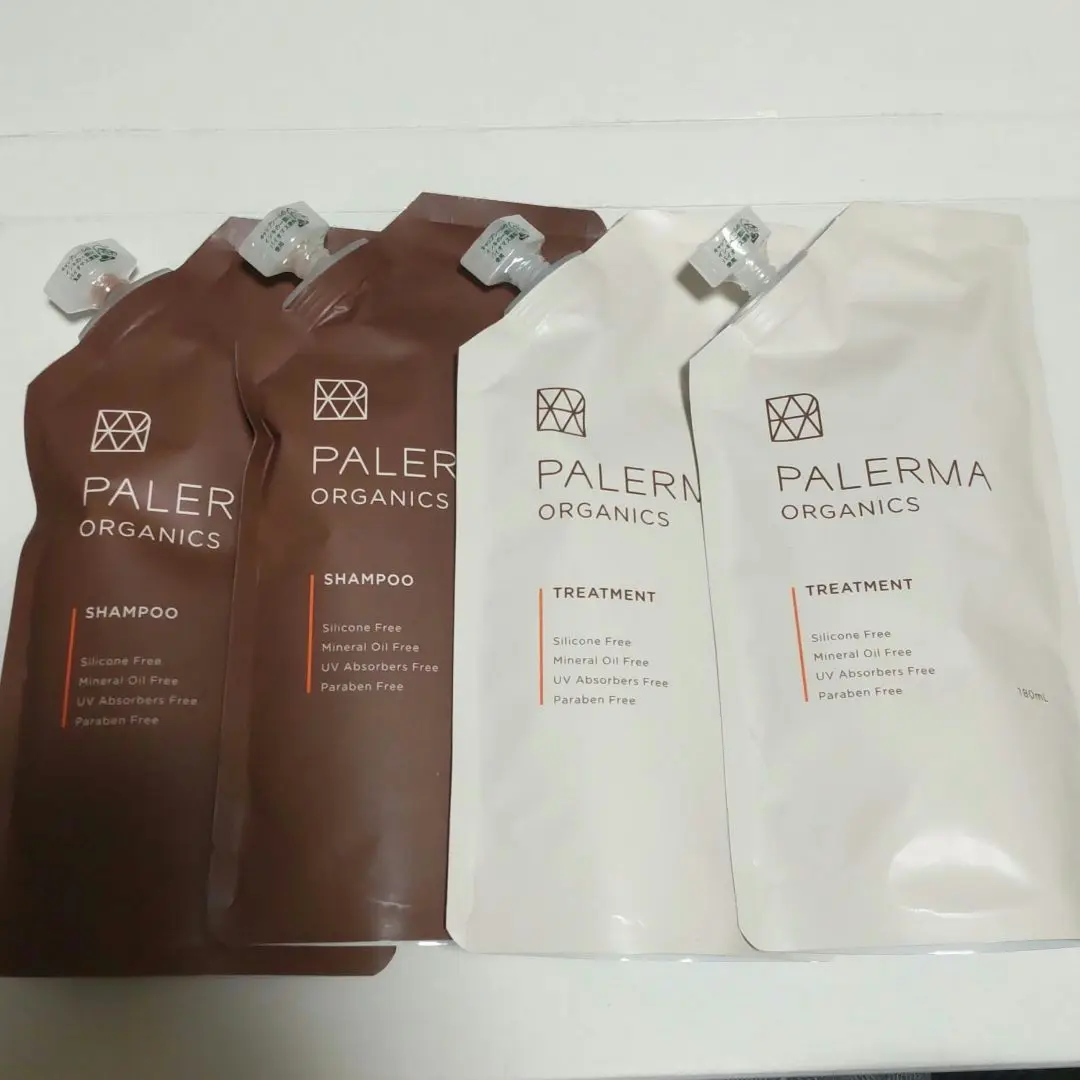 PALER
ORGANICS
SHAMPOO
Silicone Free
Mineral Oil Free
UV Absorbers Free
Paraben Free
PALER
ORGANICS
SHAMPOO
Silicone Free
Mineral Oil Free
UV Absorbers Free
Paraben Free
PALERM
ORGANICS
TREATMENT
Silicone Free
Mineral Oil Free
UV Absorbers Free
Paraben Free
PALERMA
ORGANICS
TREATMENT
Silicone Free
Mineral Oil Free
UV Absorbers Free
Paraben Free
180mL